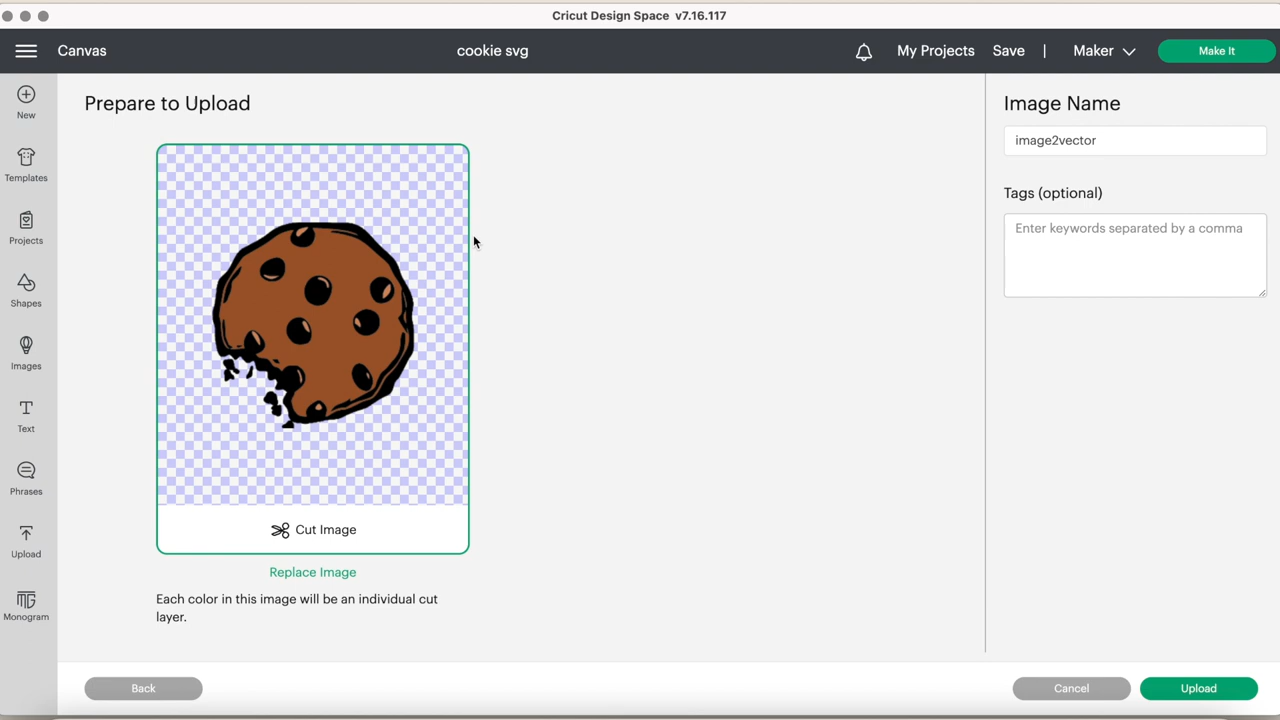 Cricut Design Space v7.16.117
Canvas
cookie svg
My Projects
Save
|
Maker
Make It
New
Templates
Projects
Shapes
Images
Text
Phrases
Upload
Monogram
Prepare to Upload
Cut Image
Replace Image
Each color in this image will be an individual cut
layer.
Image Name
image2vector
Tags (optional)
Enter keywords separated by a comma
Back
Cancel
Upload